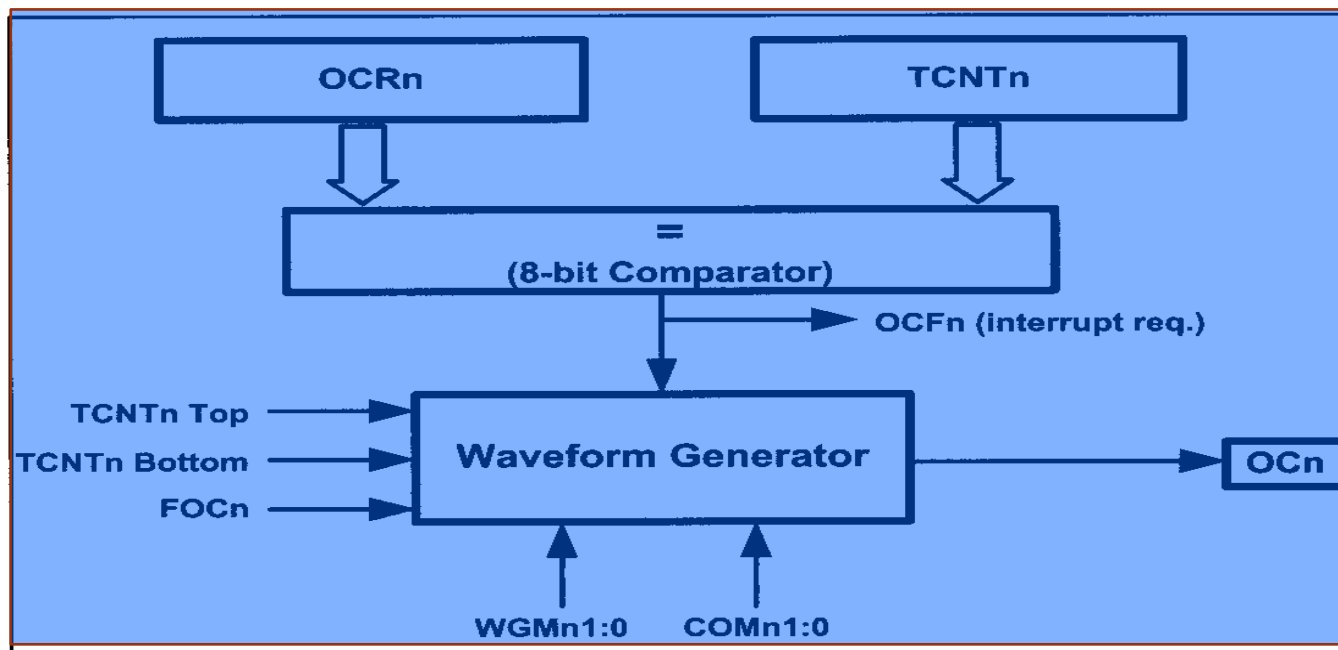 OCRn
TCNTn
=
(8-bit Comparator)
OCFn (interrupt req.)
TCNTn Top
TCNTn Bottom
FOCn
Waveform Generator
OCn
WGMn1:0
COMn1:0